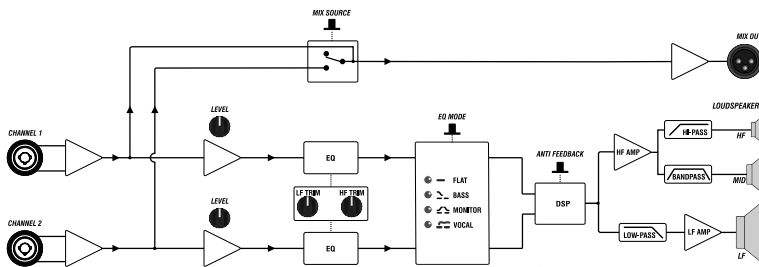 MIX SOURCE
MIX OU
CHANNEL 1
LEVEL
EQ MODE
LOUDSPEAKER
HI-PASS
HF
EQ
FLAT
ANTI FEEDBACK
HF AMP
BASS
BANDPASS
MID
LF TRIM HF TRIM
MONITOR
DSP
CHANNEL 2
LEVEL
VOCAL
EQ
LOW-PASS
LF AMP
LF